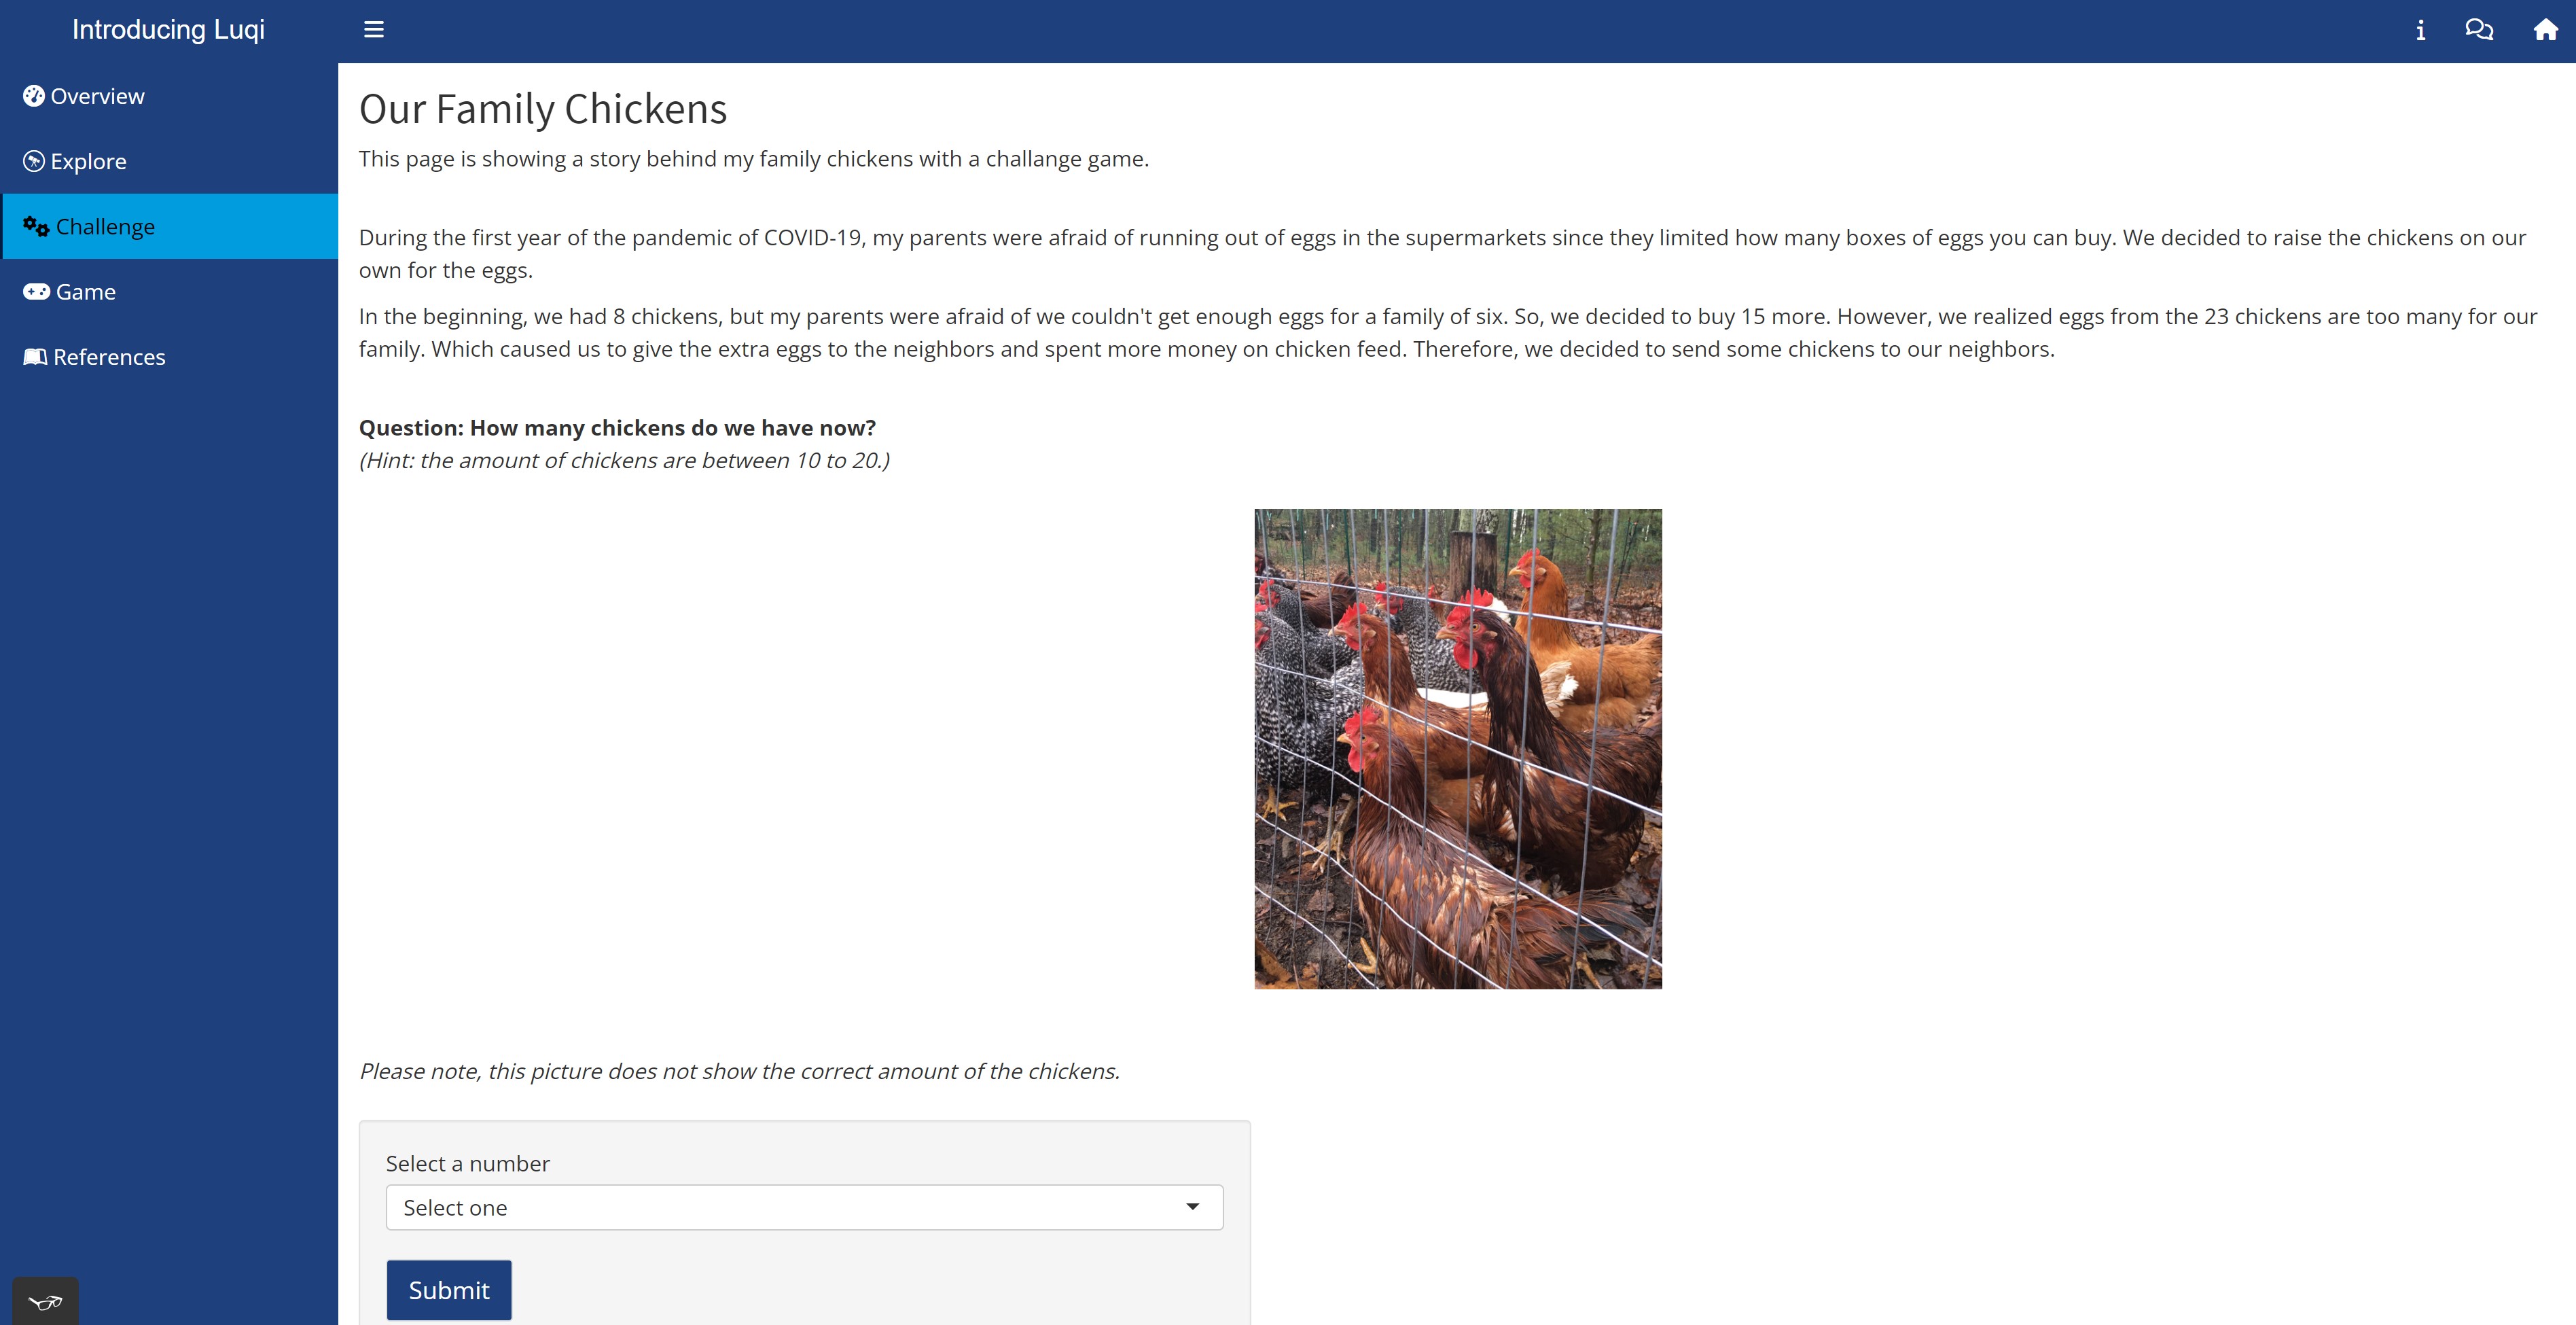 Introducing Luqi
Overview
Explore
Challenge
Game
References
Our Family Chickens
This page is showing a story behind my family chickens with a challange game.
During the first year of the pandemic of COVID-19, my parents were afraid of running out of eggs in the supermarkets since they limited how many boxes of eggs you can buy. We decided to raise the chickens on our
own for the eggs.
In the beginning, we had 8 chickens, but my parents were afraid of we couldn't get enough eggs for a family of six. So, we decided to buy 15 more. However, we realized eggs from the 23 chickens are too many for our
family. Which caused us to give the extra eggs to the neighbors and spent more money on chicken feed. Therefore, we decided to send some chickens to our neighbors.
Question: How many chickens do we have now?
(Hint: the amount of chickens are between 10 to 20.)
Please note, this picture does not show the correct amount of the chickens.
Select a number
Select one
Submit